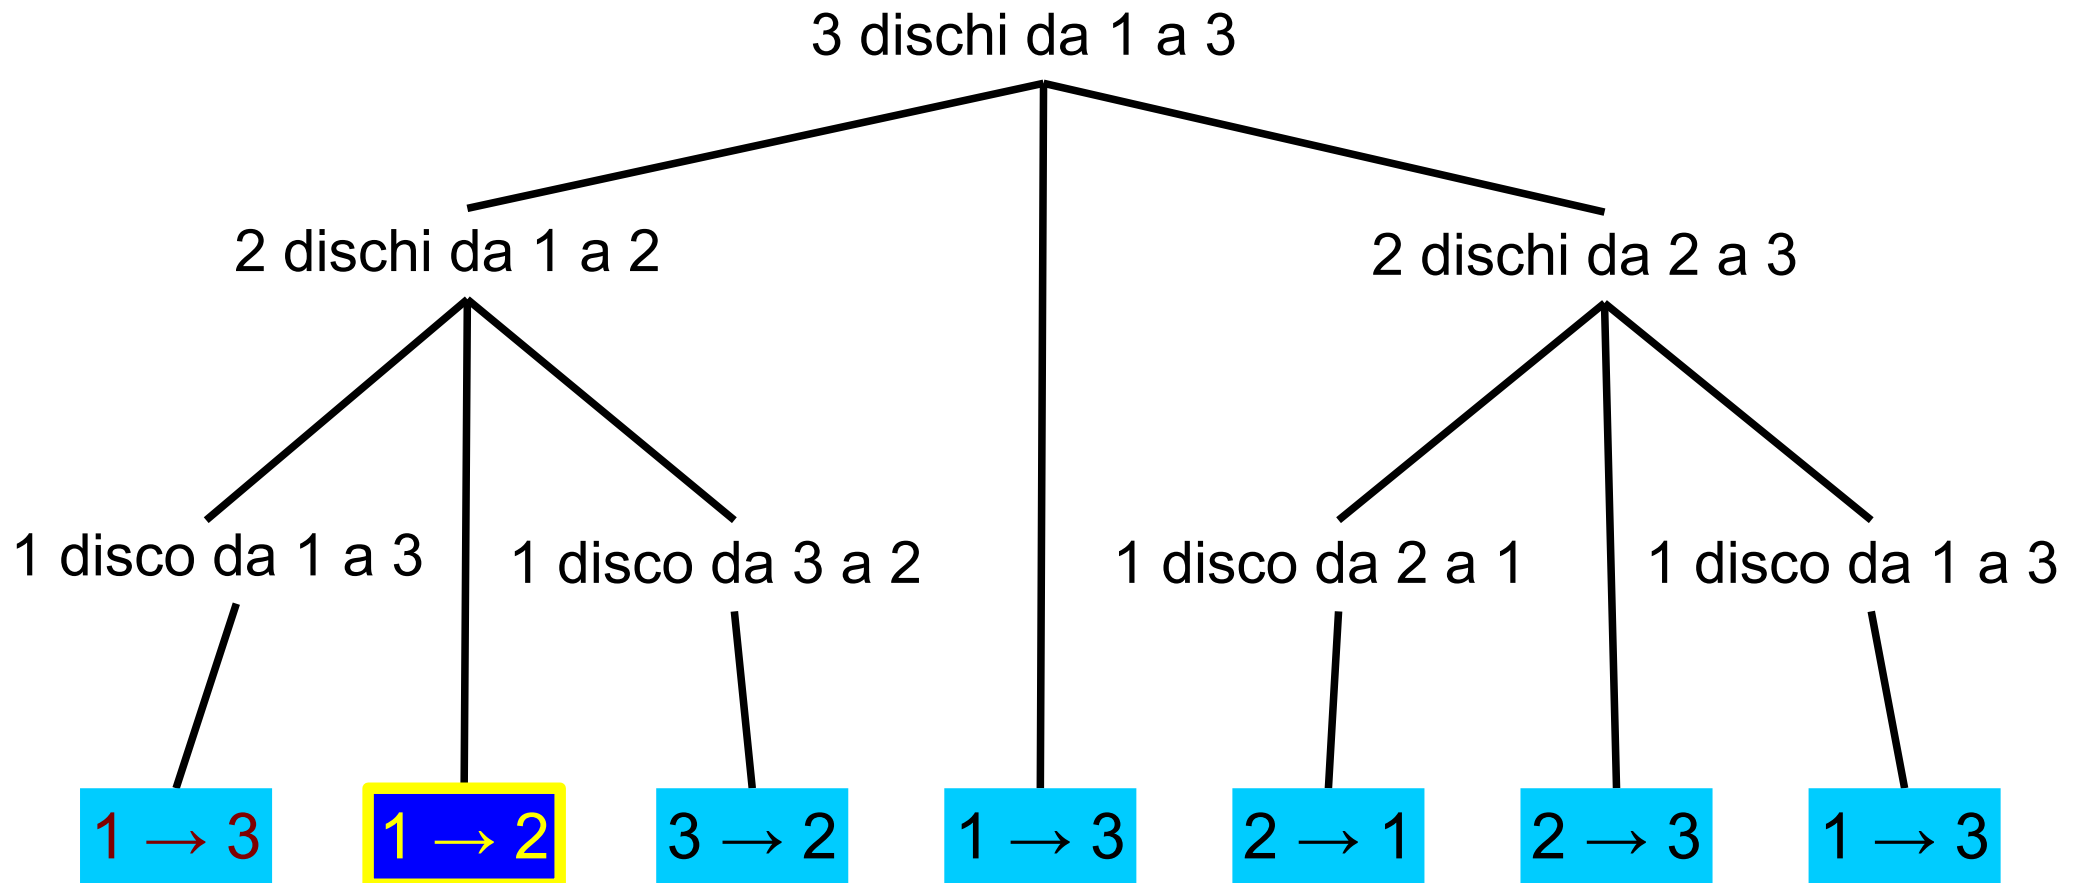 3 dischi da 1 a 3
2 dischi da 1 a 2
2 dischi da 2 a 3
1 disco da 1 a 3
1 disco da 3 a 2
1 disco da 2 a 1
1 disco da 1 a 3
1 → 3
1 → 2
3 → 2
1 → 3
2 → 1
2 → 3
1 → 3